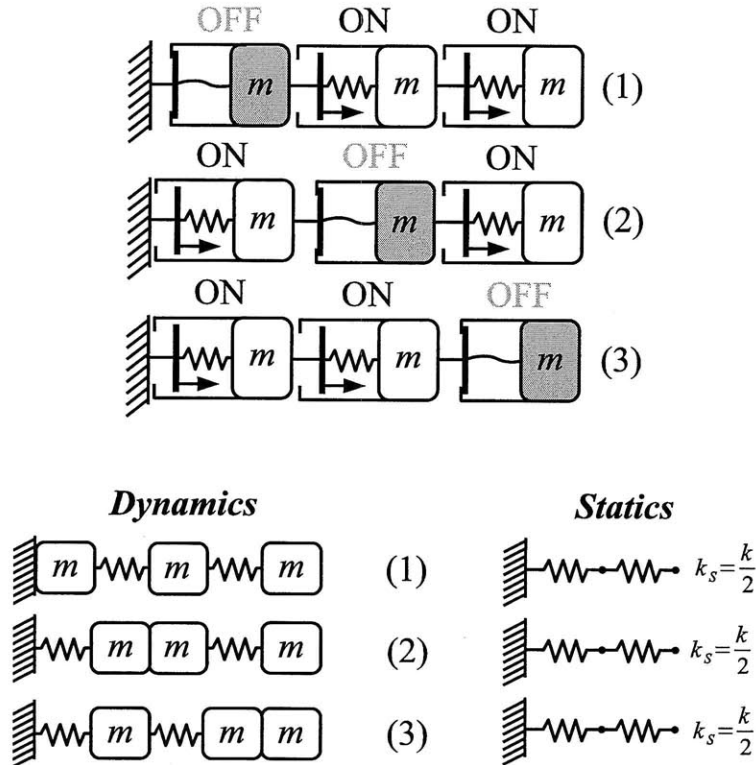 OFF ON ON
m m m (1)
ON OFF ON
m m m (2)
ON ON OFF
m m m (3)
Dynamics Statics
m m m (1) k_s=k/2
m m m (2) k_s=k/2
m m m (3) k_s=k/2